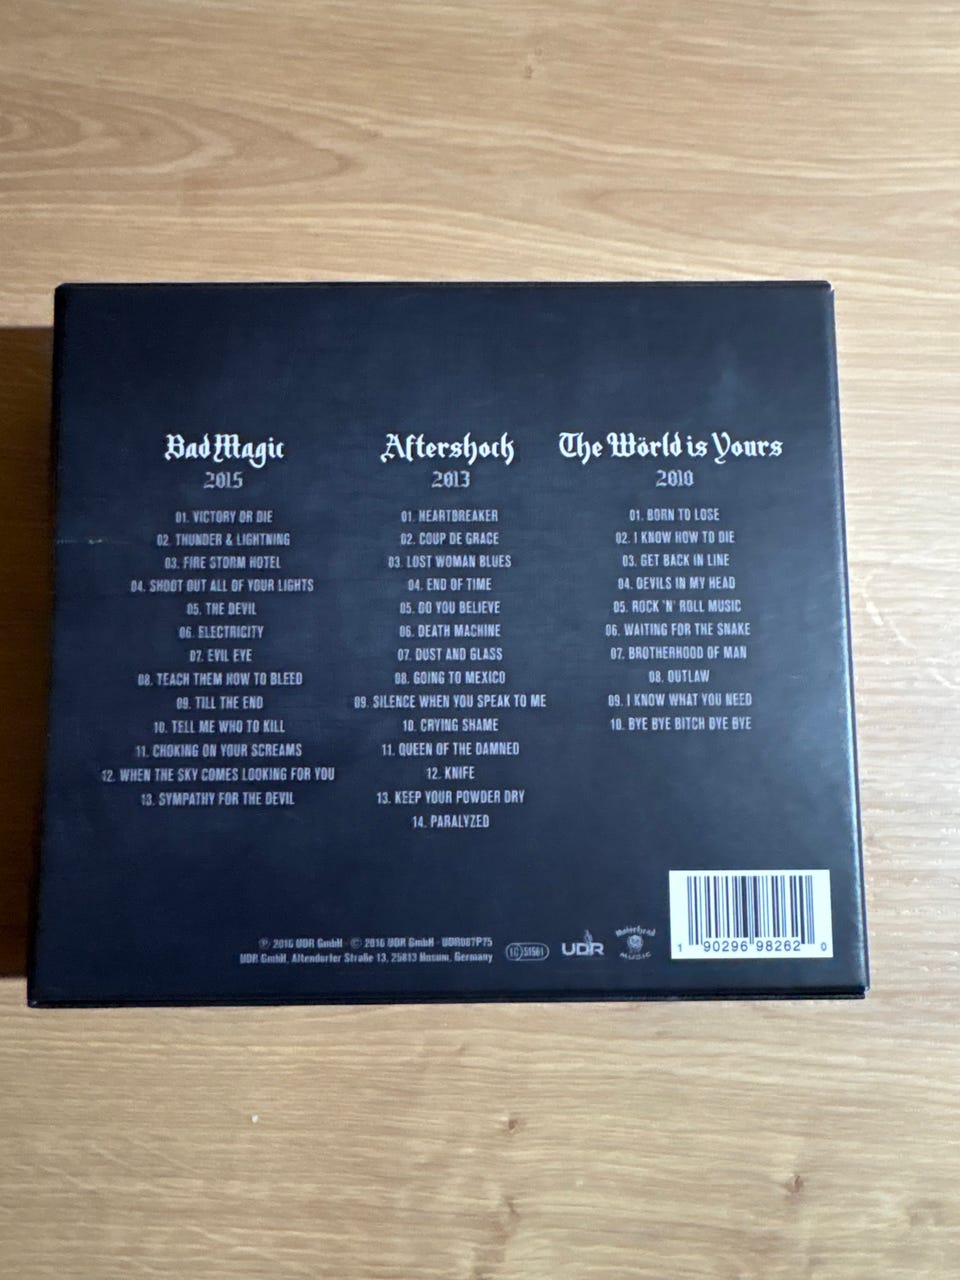 Bad Magic
2015
01. VICTORY OR DIE
02. THUNDER & LIGHTNING
03. FIRE STORM HOTEL
04. SHOOT OUT ALL OF YOUR LIGHTS
05. THE DEVIL
06. ELECTRICITY
07. EVIL EYE
08. TEACH THEM HOW TO BLEED
09. TILL THE END
10. TELL ME WHO TO KILL
11. CHOKING ON YOUR SCREAMS
12. WHEN THE SKY COMES LOOKING FOR YOU
13. SYMPATHY FOR THE DEVIL
Aftershock
2013
01. HEARTBREAKER
02. COUP DE GRACE
03. LOST WOMAN BLUES
04. END OF TIME
05. DO YOU BELIEVE
06. DEATH MACHINE
07. DUST AND GLASS
08. GOING TO MEXICO
09. SILENCE WHEN YOU SPEAK TO ME
10. CRYING SHAME
11. QUEEN OF THE DAMNED
12. KNIFE
13. KEEP YOUR POWDER DRY
14. PARALYZED
The Wörld is Yours
2010
01. BORN TO LOSE
02. I KNOW HOW TO DIE
03. GET BACK IN LINE
04. DEVILS IN MY HEAD
05. ROCK 'N' ROLL MUSIC
06. WAITING FOR THE SNAKE
07. BROTHERHOOD OF MAN
08. OUTLAW
09. I KNOW WHAT YOU NEED
10. BYE BYE BITCH BYE BYE
℗ 2016 UDR GmbH · © 2016 UDR GmbH · UDR087P75
UDR GmbH, Altendorfer Straße 13, 25813 Husum, Germany
LC 51561
UDR
Motörhead
MUSIC
1 90296 98262 0